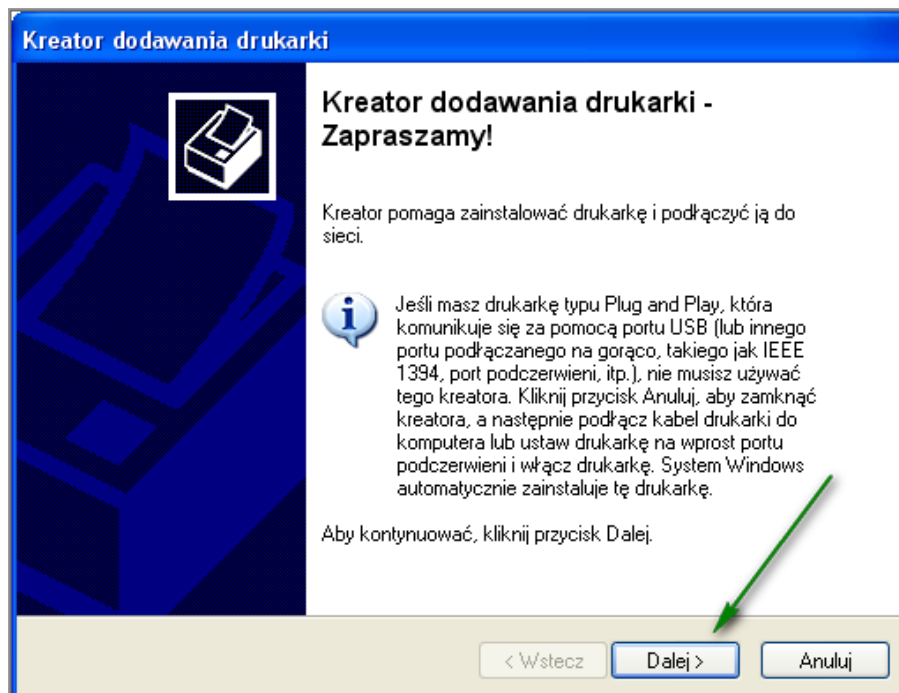 Kreator dodawania drukarki
Kreator dodawania drukarki -
Zapraszamy!
Kreator pomaga zainstalować drukarkę i podłączyć ją do
sieci.
Jeśli masz drukarkę typu Plug and Play, która
komunikuje się za pomocą portu USB (lub innego
portu podłączanego na gorąco, takiego jak IEEE
1394, port podczerwieni, itp.), nie musisz używać
tego kreatora. Kliknij przycisk Anuluj, aby zamknąć
kreatora, a następnie podłącz kabel drukarki do
komputera lub ustaw drukarkę na wprost portu
podczerwieni i włącz drukarkę. System Windows
automatycznie zainstaluje tę drukarkę.
Aby kontynuować, kliknij przycisk Dalej.
< Wstecz
Dalej >
Anuluj